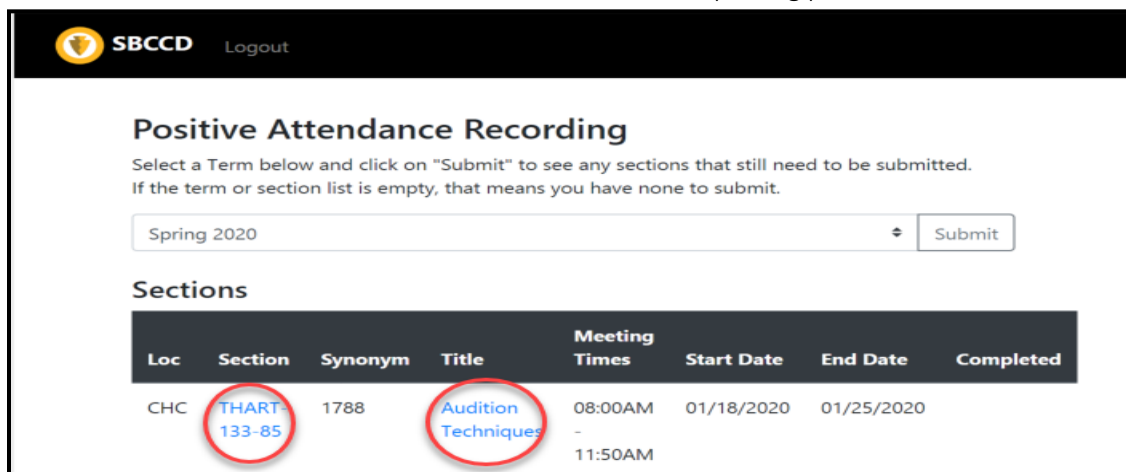 SBCCD Logout
Positive Attendance Recording
Select a Term below and click on "Submit" to see any sections that still need to be submitted.
If the term or section list is empty, that means you have none to submit.
Spring 2020 Submit
Sections
Loc Section Synonym Title Meeting Times Start Date End Date Completed
CHC THART-133-85 1788 Audition Techniques 08:00AM - 11:50AM 01/18/2020 01/25/2020